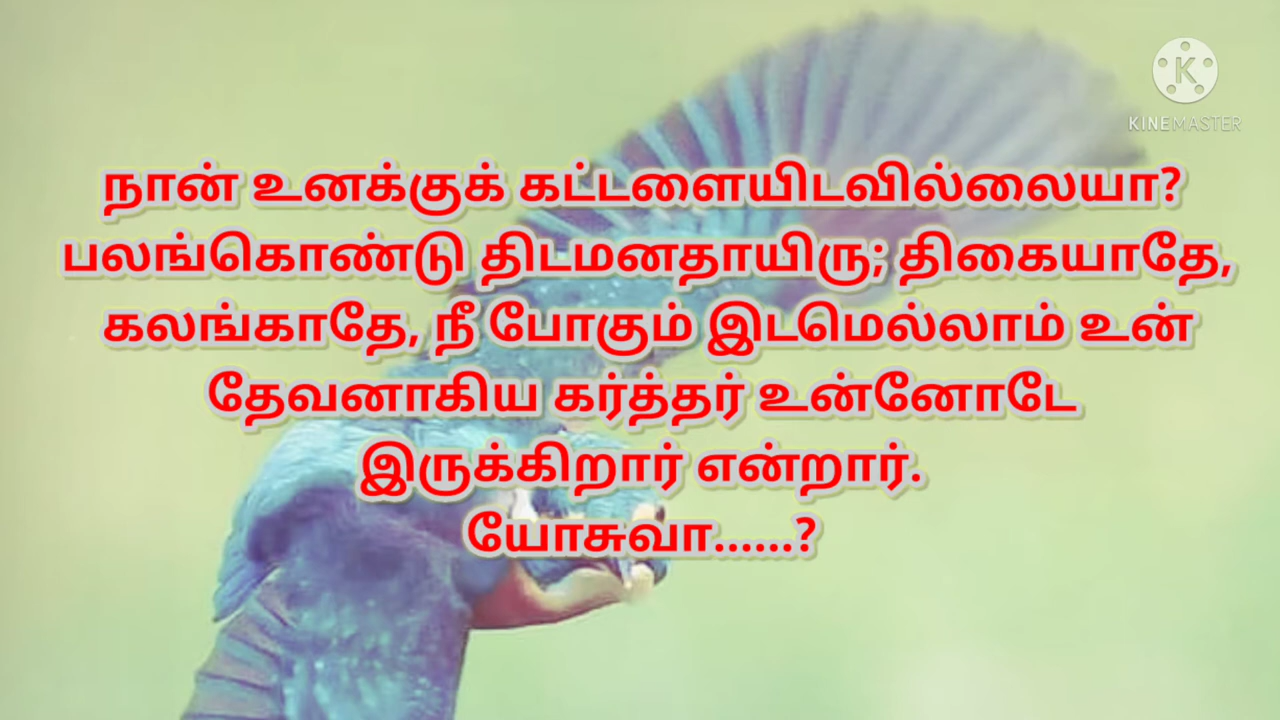 KINEMASTER
நான் உனக்குக் கட்டளையிடவில்லையா?
பலங்கொண்டு திடமனதாயிரு; திகையாதே,
கலங்காதே, நீ போகும் இடமெல்லாம் உன்
தேவனாகிய கர்த்தர் உன்னோடே
இருக்கிறார் என்றார்.
யோசுவா......?